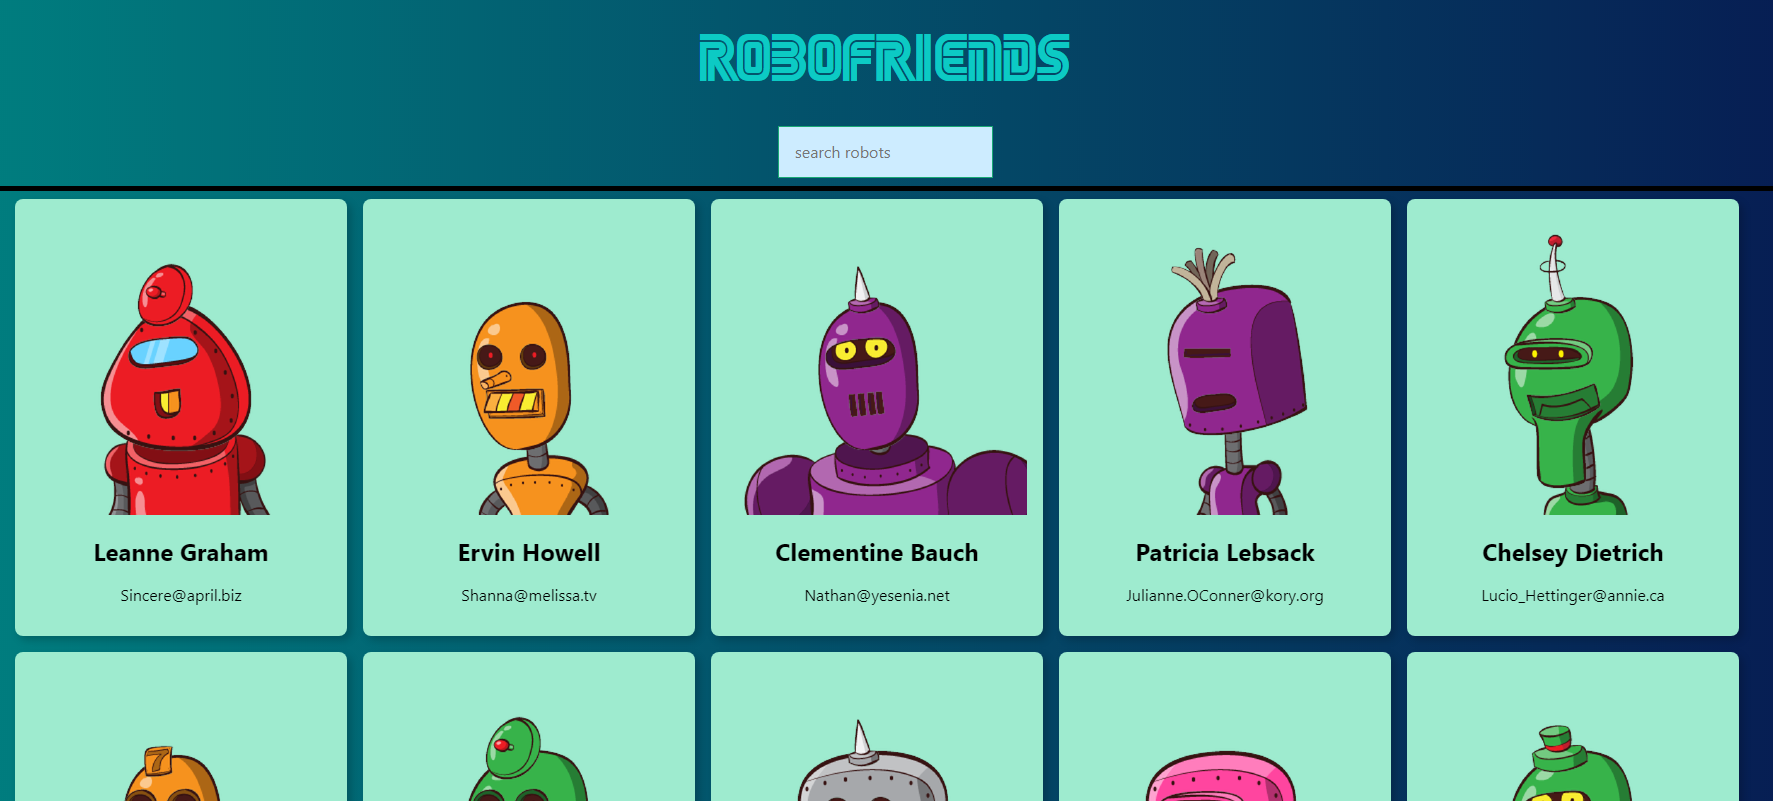 ROBOFRIENDS
search robots
Leanne Graham
Sincere@april.biz
Ervin Howell
Shanna@melissa.tv
Clementine Bauch
Nathan@yesenia.net
Patricia Lebsack
Julianne.OConner@kory.org
Chelsey Dietrich
Lucio_Hettinger@annie.ca
7